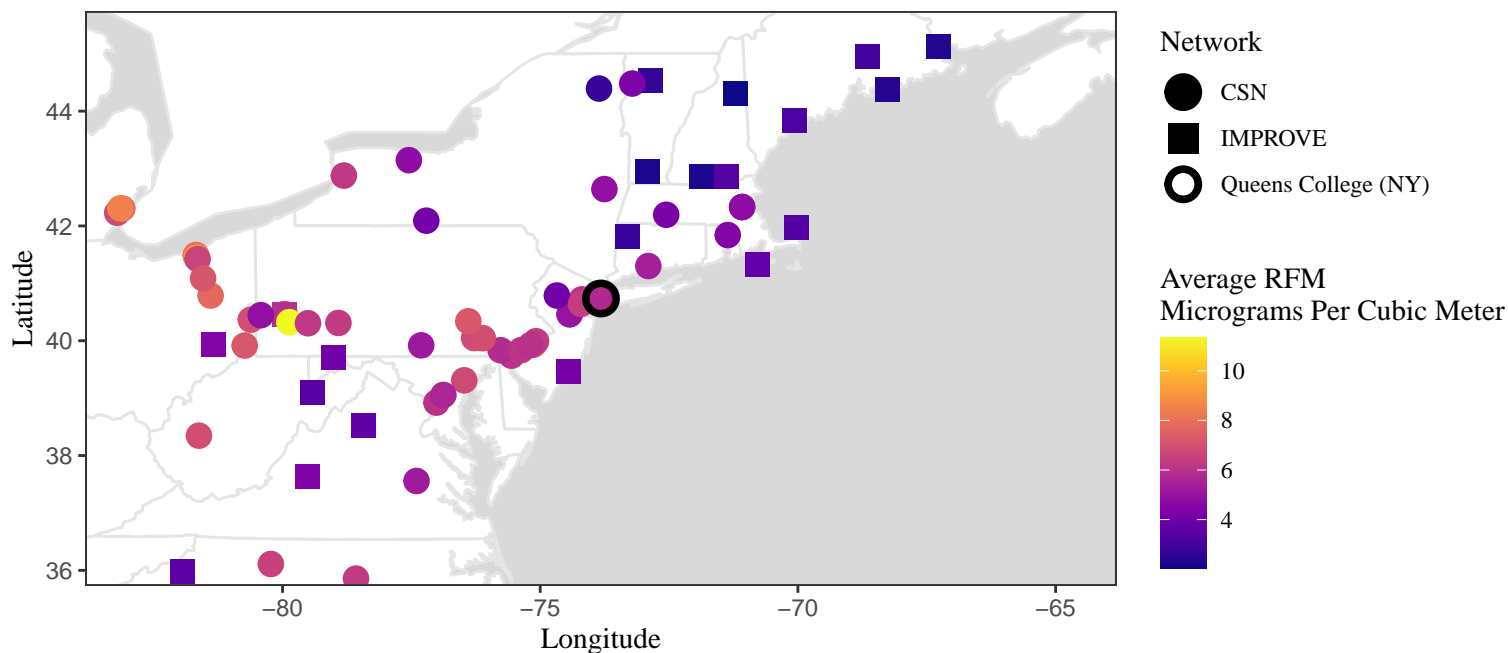 Network
CSN
IMPROVE
Queens College (NY)
Average RFM
Micrograms Per Cubic Meter
10
8
6
4
Latitude
44
42
40
38
36
−80
−75
−70
−65
Longitude